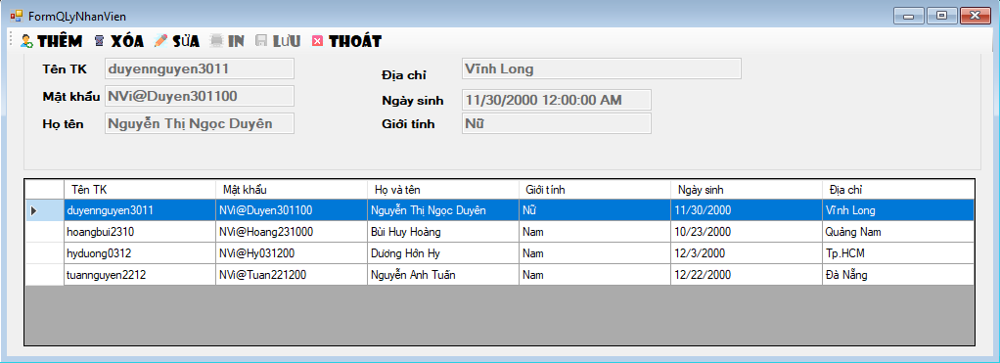 FormQLyNhanVien
THÊM XÓA SỬA IN LƯU THOÁT
Tên TK duyennguyen3011 Địa chỉ Vĩnh Long
Mật khẩu NVi@Duyen301100 Ngày sinh 11/30/2000 12:00:00 AM
Họ tên Nguyễn Thị Ngọc Duyên Giới tính Nữ
Tên TK Mật khẩu Họ và tên Giới tính Ngày sinh Địa chỉ
duyennguyen3011 NVi@Duyen301100 Nguyễn Thị Ngọc Duyên Nữ 11/30/2000 Vĩnh Long
hoangbui2310 NVi@Hoang231000 Bùi Huy Hoàng Nam 10/23/2000 Quảng Nam
hyduong0312 NVi@Hy031200 Dương Hớn Hy Nam 12/3/2000 Tp.HCM
tuannguyen2212 NVi@Tuan221200 Nguyễn Anh Tuấn Nam 12/22/2000 Đà Nẵng